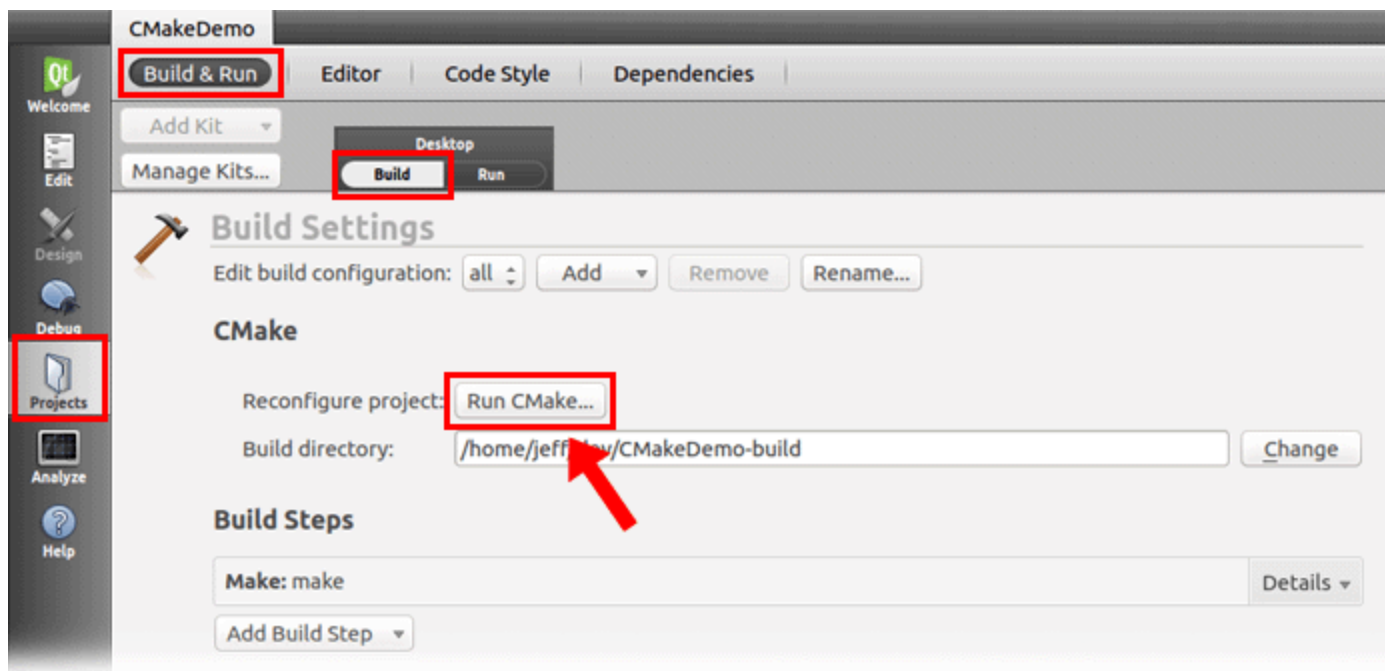 CMakeDemo
Build & Run Editor Code Style Dependencies
Qt
Welcome
Add Kit
Desktop
Manage Kits...
Build Run
Edit
Build Settings
Design
Edit build configuration: all Add Remove Rename...
Debug
CMake
Projects
Reconfigure project: Run CMake...
Build directory: /home/jeff/ /CMakeDemo-build Change
Analyze
Build Steps
Help
Make: make Details
Add Build Step